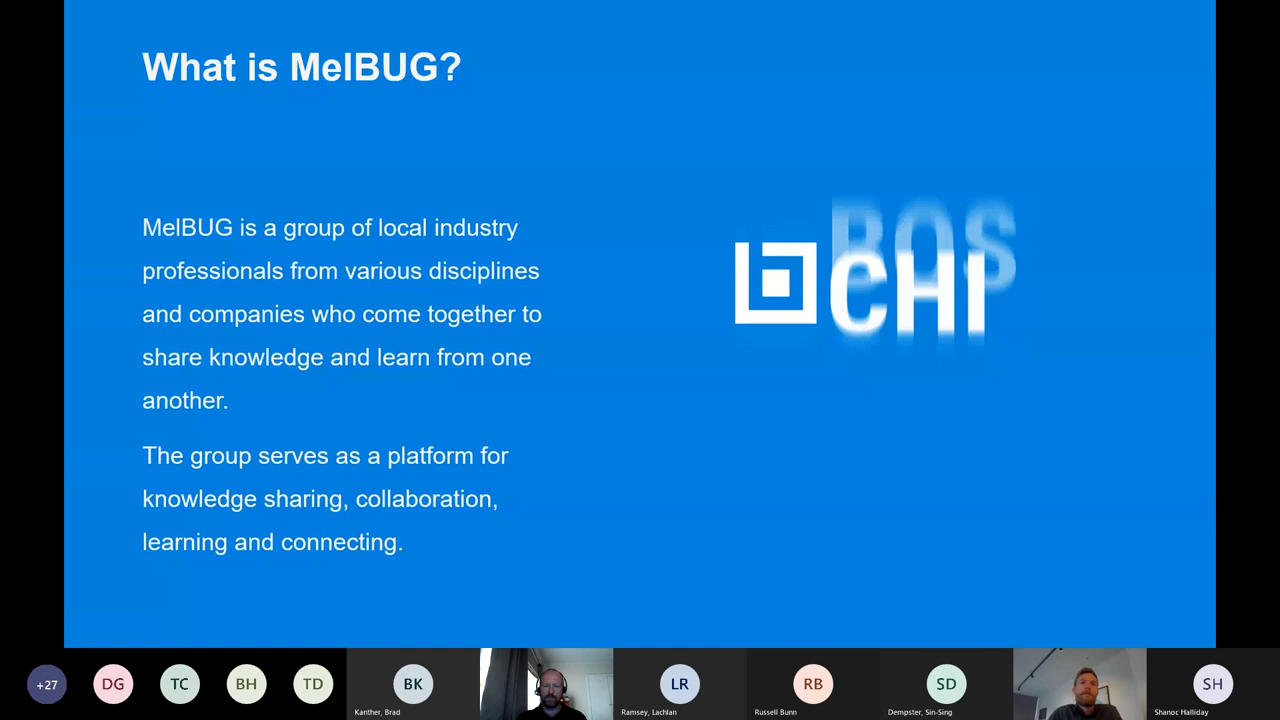 What is MelBUG?
MelBUG is a group of local industry
professionals from various disciplines
and companies who come together to
share knowledge and learn from one
another.
The group serves as a platform for
knowledge sharing, collaboration,
learning and connecting.
CHI
+27
DG
TC
BH
TD
BK
LR
RB
SD
SH
Kanther, Brad
Ramsey, Lachlan
Russell Bunn
Dempster, Sin-Sing
Shanoc Halliday